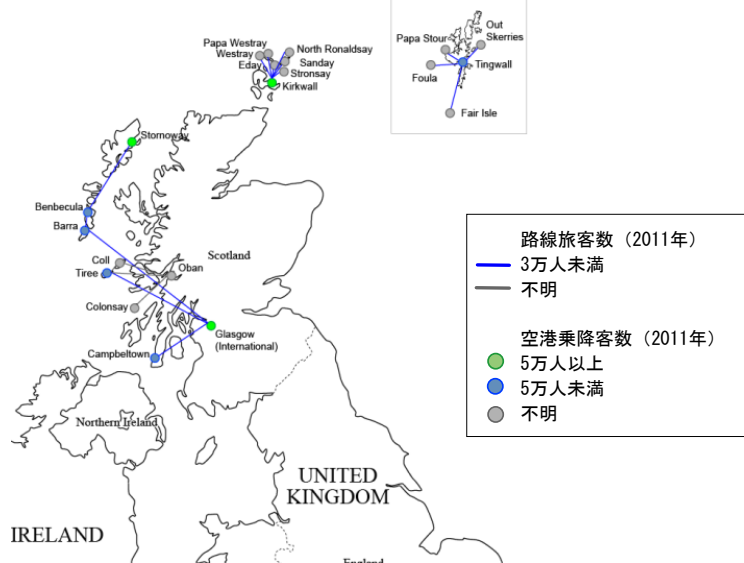 Out
Skerries
Papa Stour
Tingwall
Foula
Fair Isle
Papa Westray
North Ronaldsay
Westray
Sanday
Eday
Stronsay
Kirkwall
Stornoway
Benbecula
Barra
Scotland
Coll
Oban
Tiree
Colonsay
Glasgow
(International)
Campbeltown
Northern Ireland
UNITED
KINGDOM
IRELAND
England
路線旅客数（2011年）
3万人未満
不明
空港乗降客数（2011年）
5万人以上
5万人未満
不明